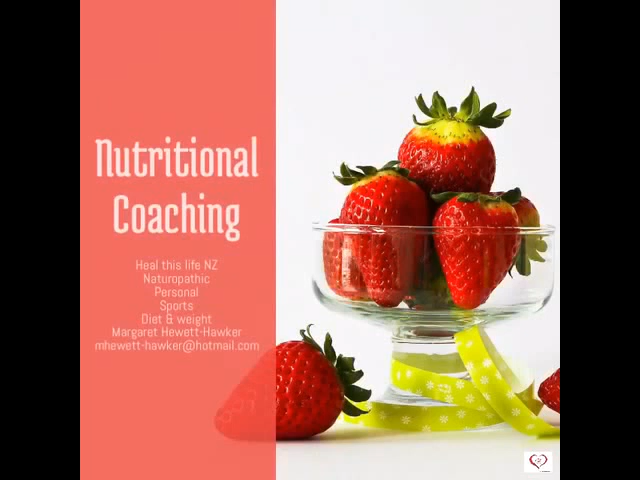 Nutritional
Coaching
Heal this life NZ
Naturopathic
Personal
Sports
Diet & weight
Margaret Hewett-Hawker
mhewett-hawker@hotmail.com